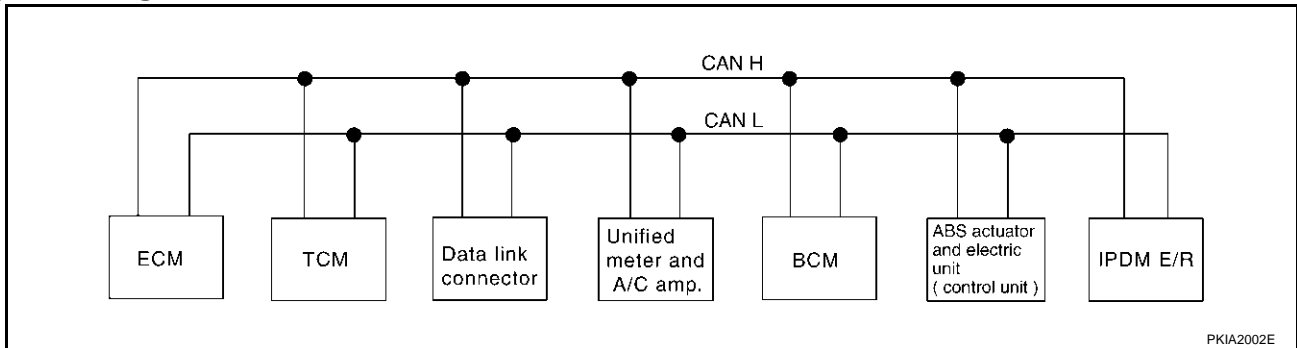 CAN H
CAN L
ECM
TCM
Data link
connector
Unified
meter and
A/C amp.
BCM
ABS actuator
and electric
unit
( control unit )
IPDM E/R
PKIA2002E